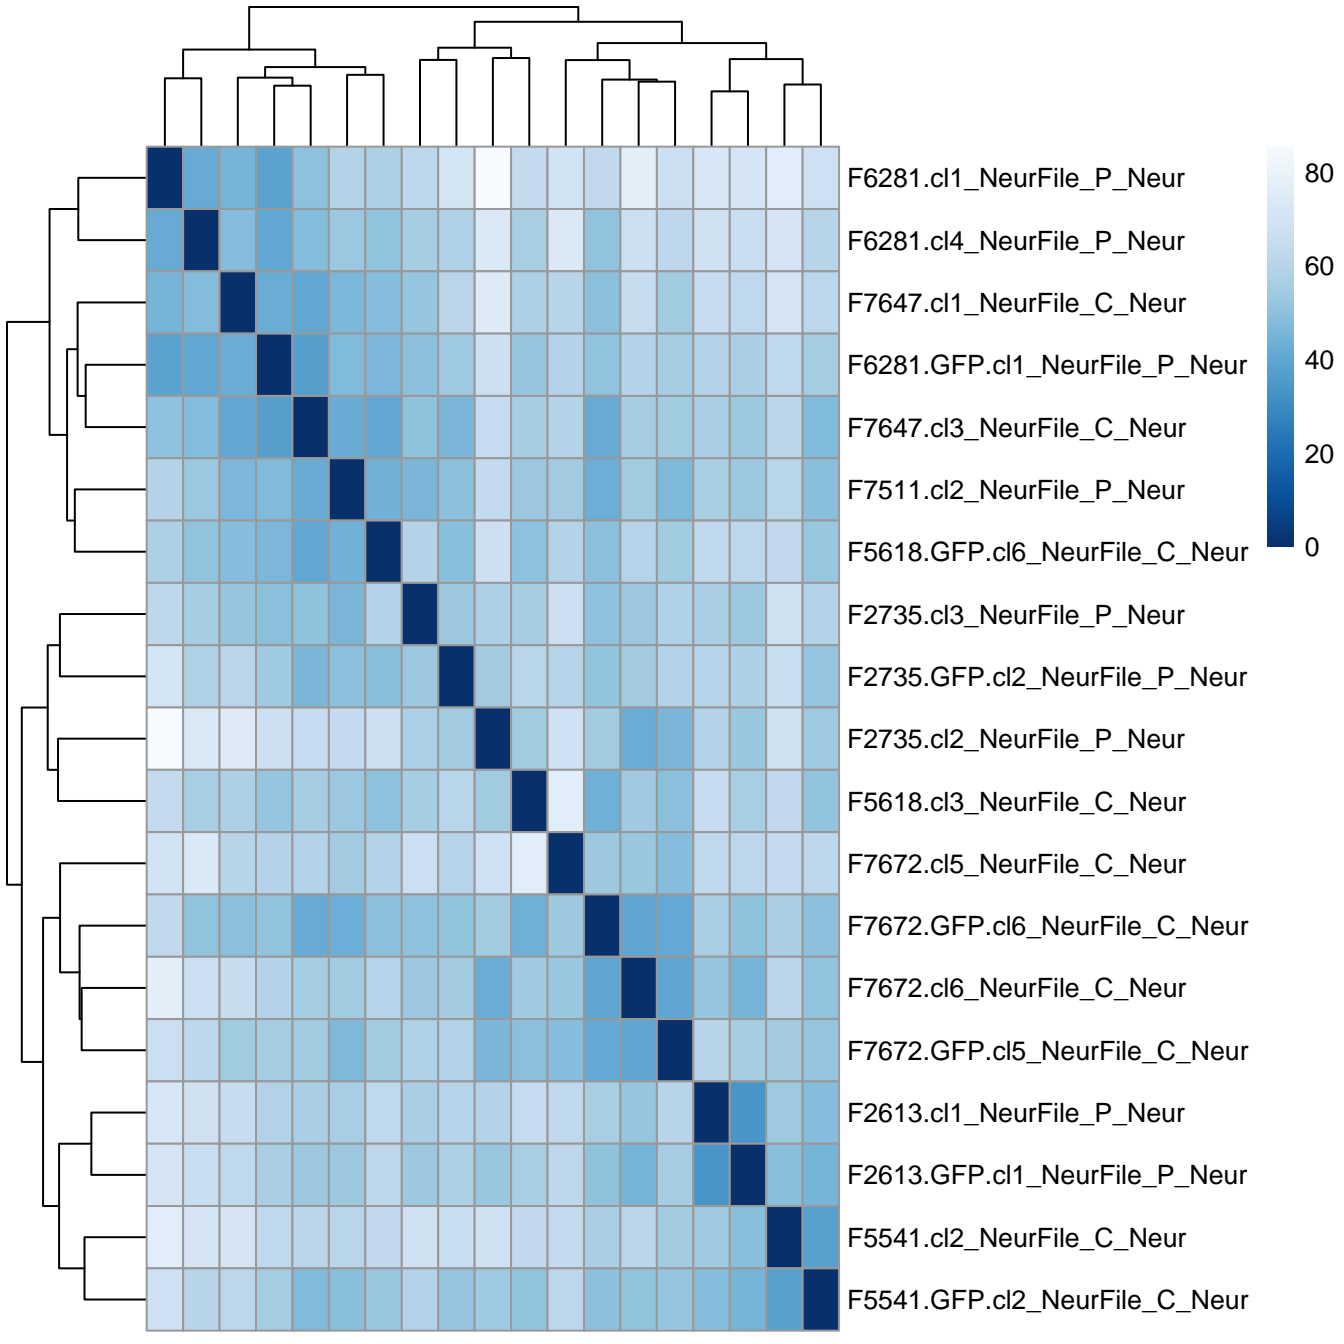 F6281.cl1_NeurFile_P_Neur
F6281.cl4_NeurFile_P_Neur
F7647.cl1_NeurFile_C_Neur
F6281.GFP.cl1_NeurFile_P_Neur
F7647.cl3_NeurFile_C_Neur
F7511.cl2_NeurFile_P_Neur
F5618.GFP.cl6_NeurFile_C_Neur
F2735.cl3_NeurFile_P_Neur
F2735.GFP.cl2_NeurFile_P_Neur
F2735.cl2_NeurFile_P_Neur
F5618.cl3_NeurFile_C_Neur
F7672.cl5_NeurFile_C_Neur
F7672.GFP.cl6_NeurFile_C_Neur
F7672.cl6_NeurFile_C_Neur
F7672.GFP.cl5_NeurFile_C_Neur
F2613.cl1_NeurFile_P_Neur
F2613.GFP.cl1_NeurFile_P_Neur
F5541.cl2_NeurFile_C_Neur
F5541.GFP.cl2_NeurFile_C_Neur
80
60
40
20
0